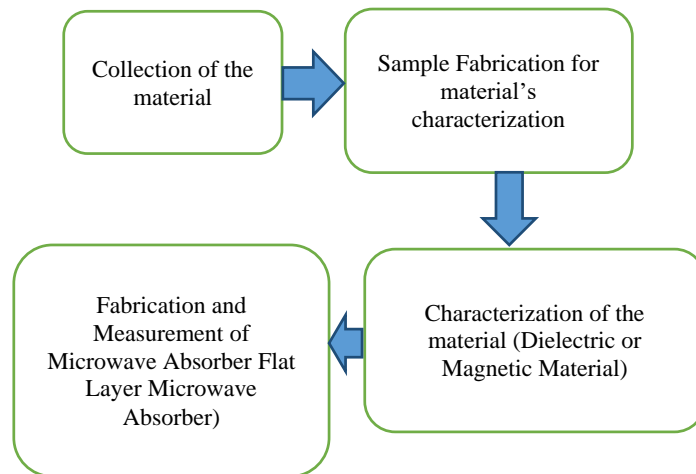 Collection of the
material
Sample Fabrication for
material's
characterization
Fabrication and
Measurement of
Microwave Absorber Flat
Layer Microwave
Absorber)
Characterization of the
material (Dielectric or
Magnetic Material)